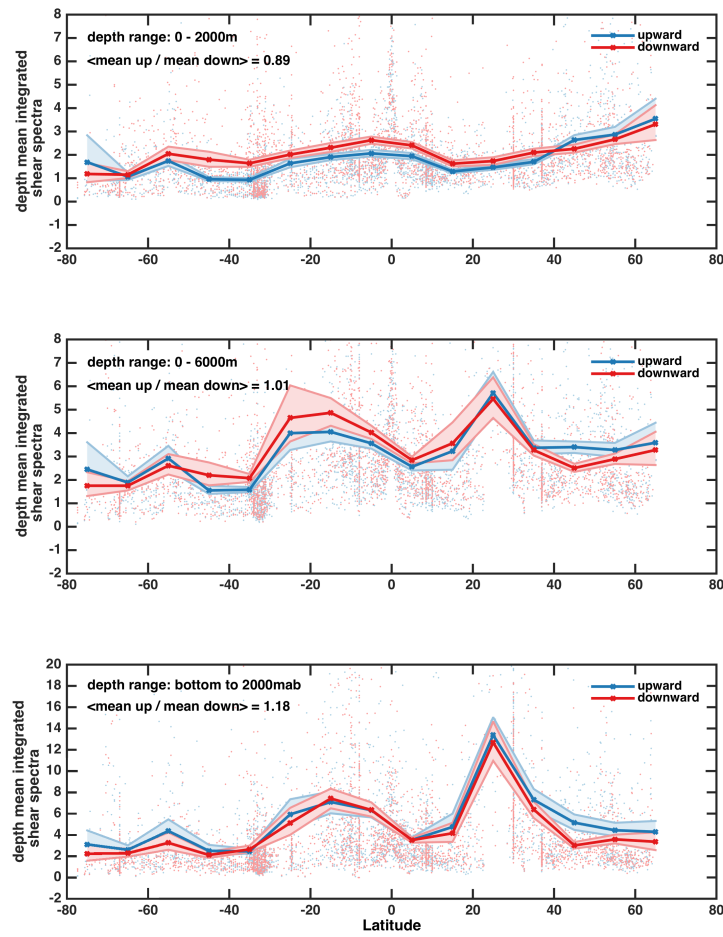 8
7
6
5
4
3
2
1
0
-1
-2
depth mean integrated
shear spectra
depth range: 0 - 2000m
<mean up / mean down> = 0.89
upward
downward
-80 -60 -40 -20 0 20 40 60 80
8
7
6
5
4
3
2
1
0
-1
-2
depth mean integrated
shear spectra
depth range: 0 - 6000m
<mean up / mean down> = 1.01
upward
downward
-80 -60 -40 -20 0 20 40 60 80
20
18
16
14
12
10
8
6
4
2
0
-2
depth mean integrated
shear spectra
depth range: bottom to 2000mab
<mean up / mean down> = 1.18
upward
downward
-80 -60 -40 -20 0 20 40 60 80
Latitude